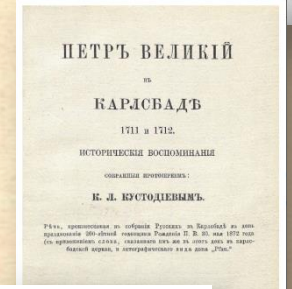 ПЕТРЪ ВЕЛИКІЙ
въ
КАРЛСБАДѢ
1711 и 1712.
ИСТОРИЧЕСКІЯ ВОСПОМИНАНІЯ
СОБРАННЫЯ ПРОТОІЕРЕЕМЪ:
К. Л. КУСТОДІЕВЫМЪ.
Рѣчь, произнесенная въ собраніи Русскихъ въ Карлсбадѣ въ день
празднованія 200-лѣтней годовщины Рожденія П. В. 30. мая 1872 года
(съ приложеніемъ слова, сказаннаго имъ же въ этотъ день въ карлс-
бадской церкви, и литографическаго вида дома „Pfau.“